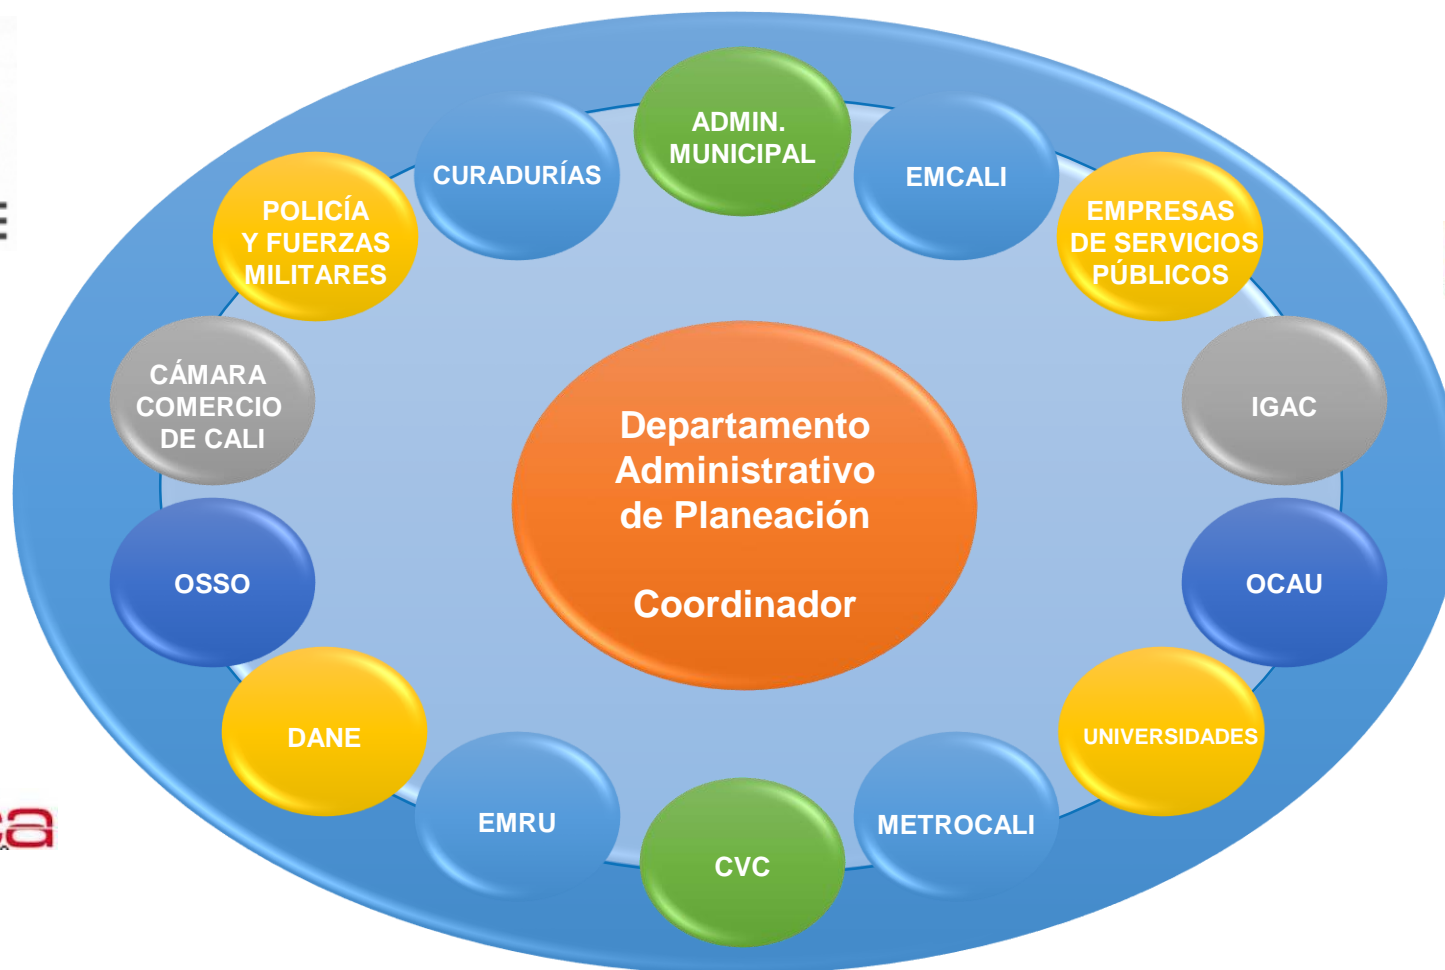 ADMIN.
MUNICIPAL
CURADURÍAS
EMCALI
POLICÍA
Y FUERZAS
MILITARES
EMPRESAS
DE SERVICIOS
PÚBLICOS
CÁMARA
COMERCIO
DE CALI
IGAC
Departamento
Administrativo
de Planeación
Coordinador
OSSO
OCAU
DANE
UNIVERSIDADES
EMRU
METROCALI
CVC